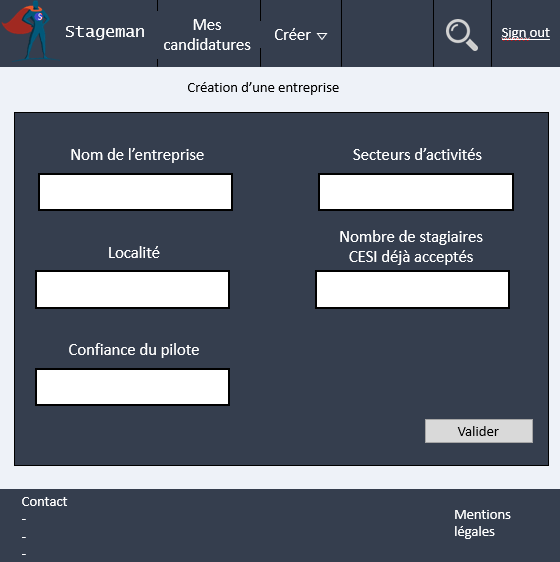 S
Stageman
Mes
candidatures
Créer
Sign out
Création d’une entreprise
Nom de l’entreprise
Secteurs d’activités
Localité
Nombre de stagiaires
CESI déjà acceptés
Confiance du pilote
Valider
Contact
-
-
-
Mentions
légales